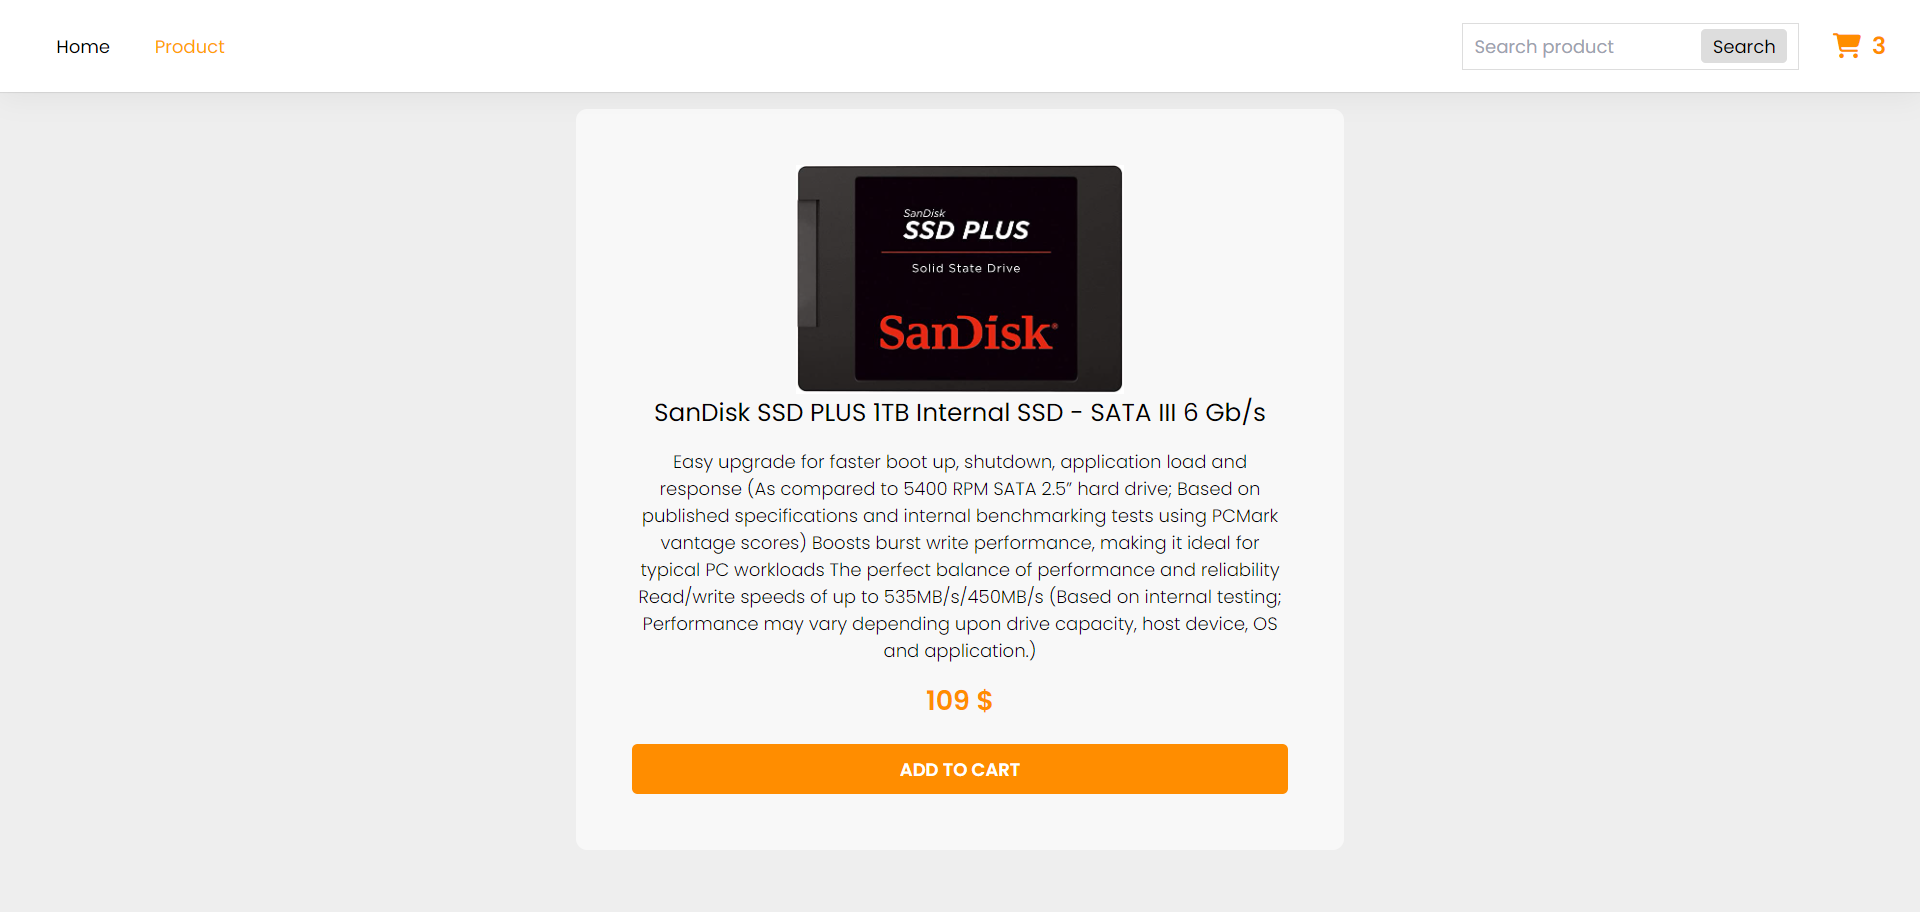 Home Product Search product Search 3
SanDisk
SSD PLUS
Solid State Drive
SanDisk®
SanDisk SSD PLUS 1TB Internal SSD - SATA III 6 Gb/s
Easy upgrade for faster boot up, shutdown, application load and
response (As compared to 5400 RPM SATA 2.5” hard drive; Based on
published specifications and internal benchmarking tests using PCMark
vantage scores) Boosts burst write performance, making it ideal for
typical PC workloads The perfect balance of performance and reliability
Read/write speeds of up to 535MB/s/450MB/s (Based on internal testing;
Performance may vary depending upon drive capacity, host device, OS
and application.)
109 $
ADD TO CART